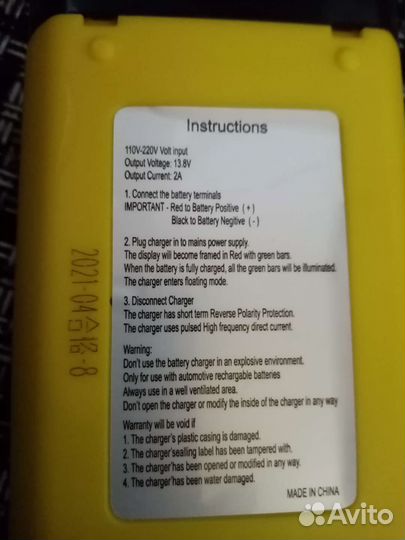 Instructions
110V-220V Volt input
Output Voltage: 13.8V
Output Current: 2A
1. Connect the battery terminals
IMPORTANT - Red to Battery Positive ( + )
Black to Battery Negitive ( - )
2. Plug charger in to mains power supply.
The display will become framed in Red with green bars.
When the battery is fully charged, all the green bars will be illuminated.
The charger enters floating mode.
3. Disconnect Charger
The charger has short term Reverse Polarity Protection.
The charger uses pulsed High frequency direct current.
Warning:
Don't use the battery charger in an explosive environment.
Only for use with automotive rechargable batteries
Always use in a well ventilated area.
Don't open the charger or modify the inside of the charger in any way
Warranty will be void if
1. The charger's plastic casing is damaged.
2. The charger'sealing label has been tampered with.
3. The charger'has been opened or modified in any way.
4. The charger'has been water damaged.
MADE IN CHINA
2021-04合格-8
Avito